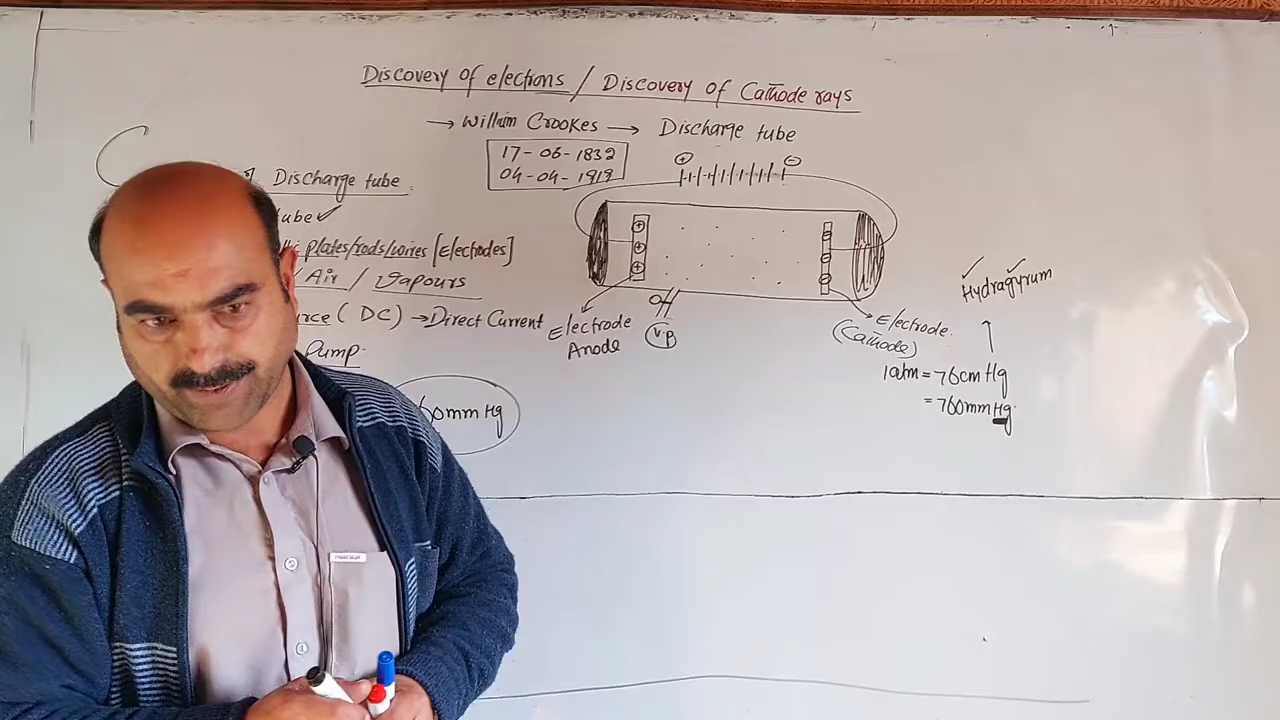 Discovery of electrons / Discovery of Cathode rays
→ William Crookes → Discharge tube
17-06-1832
04-04-1919
Discharge tube
tube ✓
plates/rods/wires [Electrodes]
/ Air / Vapours
(DC) → Direct Current
Pump
60mm Hg
+ -
+
+
+
-
-
-
Electrode
Anode
V.P
Electrode
(Cathode)
Hydragyrum
1atm = 76cm Hg
= 760mm Hg